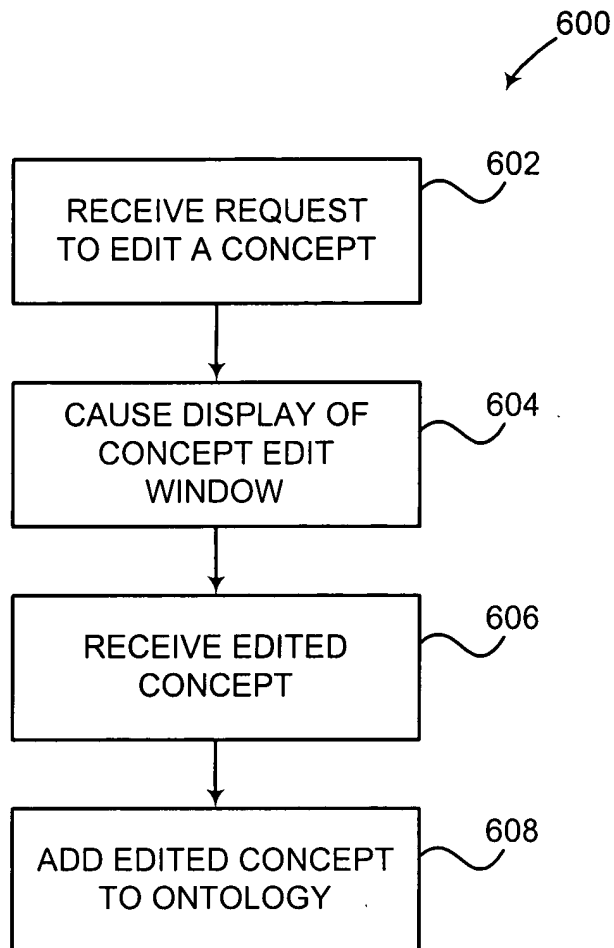 600
602
RECEIVE REQUEST
TO EDIT A CONCEPT
604
CAUSE DISPLAY OF
CONCEPT EDIT
WINDOW
606
RECEIVE EDITED
CONCEPT
608
ADD EDITED CONCEPT
TO ONTOLOGY